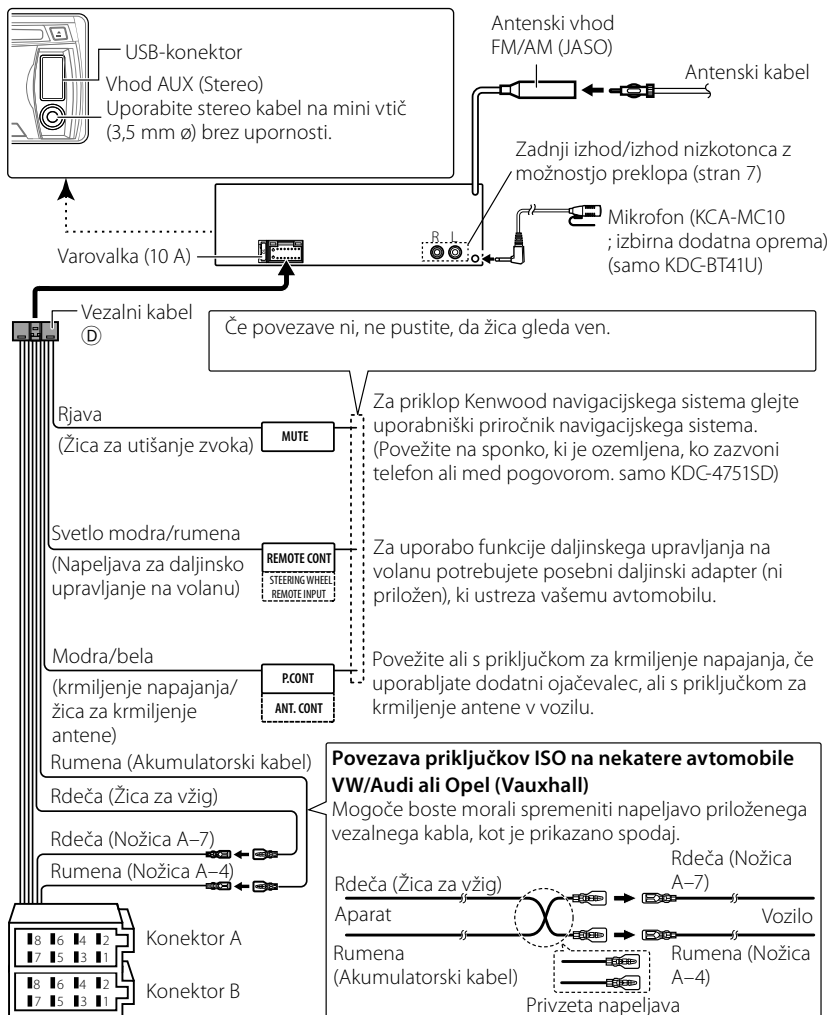 USB-konektor
Vhod AUX (Stereo)
Uporabite stereo kabel na mini vtič
(3,5 mm ø) brez upornosti.
Antenski vhod
FM/AM (JASO)
Antenski kabel
Zadnji izhod/izhod nizkotonca z
možnostjo preklopa (stran 7)
R L
Mikrofon (KCA-MC10
; izbirna dodatna oprema)
(samo KDC-BT41U)
Varovalka (10 A)
Vezalni kabel
Ⓓ
Če povezave ni, ne pustite, da žica gleda ven.
Rjava
(Žica za utišanje zvoka)
MUTE
Za priklop Kenwood navigacijskega sistema glejte
uporabniški priročnik navigacijskega sistema.
(Povežite na sponko, ki je ozemljena, ko zazvoni
telefon ali med pogovorom. samo KDC-4751SD)
Svetlo modra/rumena
(Napeljava za daljinsko
upravljanje na volanu)
REMOTE CONT
STEERING WHEEL
REMOTE INPUT
Za uporabo funkcije daljinskega upravljanja na
volanu potrebujete posebni daljinski adapter (ni
priložen), ki ustreza vašemu avtomobilu.
Modra/bela
(krmiljenje napajanja/
žica za krmiljenje
antene)
P.CONT
ANT. CONT
Povežite ali s priključkom za krmiljenje napajanja, če
uporabljate dodatni ojačevalec, ali s priključkom za
krmiljenje antene v vozilu.
Rumena (Akumulatorski kabel)
Rdeča (Žica za vžig)
Rdeča (Nožica A–7)
Rumena (Nožica A–4)
8 6 4 2
7 5 3 1
Konektor A
8 6 4 2
7 5 3 1
Konektor B
Povezava priključkov ISO na nekatere avtomobile
VW/Audi ali Opel (Vauxhall)
Mogoče boste morali spremeniti napeljavo priloženega
vezalnega kabla, kot je prikazano spodaj.
Rdeča (Žica za vžig)
Rdeča (Nožica
A–7)
Aparat
Vozilo
Rumena
(Akumulatorski kabel)
Rumena (Nožica
A–4)
Privzeta napeljava